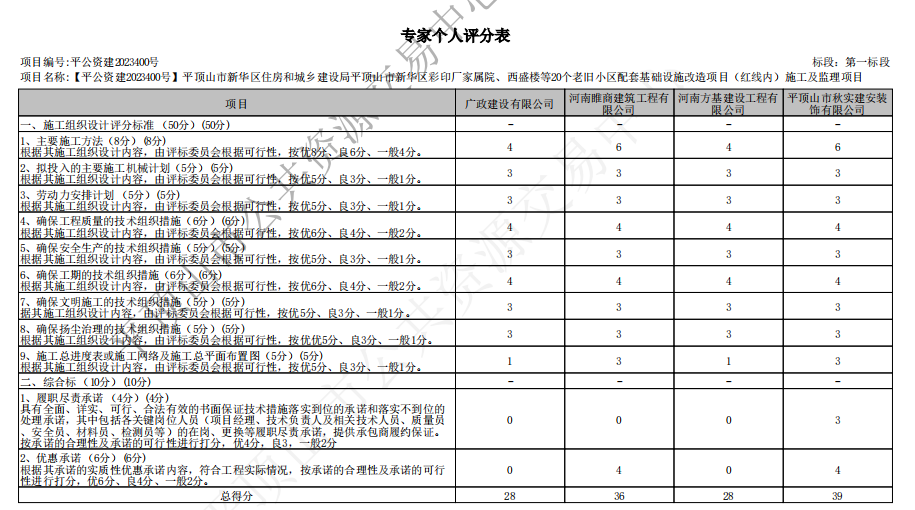 专家个人评分表
项目编号:平公资建2023400号 标段: 第一标段
项目名称:【平公资建2023400号】平顶山市新华区住房和城乡建设局平顶山市新华区彩印厂家属院、西盛楼等20个老旧小区配套基础设施改造项目（红线内）施工及监理项目
项目 广政建设有限公司 河南睢商建筑工程有限公司 河南方基建设工程有限公司 平顶山市秋实建安装饰有限公司
一、施工组织设计评分标准 （50分）(50分) - - - -
1、主要施工方法（8分）(8分)
根据其施工组织设计内容，由评标委员会根据可行性，按优8分、良6分、一般4分。 4 6 4 6
2、拟投入的主要施工机械计划（5分）(5分)
根据其施工组织设计内容，由评标委员会根据可行性、按优5分、良3分、一般1分。 3 3 3 3
3、劳动力安排计划 （5分）(5分)
根据其施工组织设计内容，由评标委员会根据可行性，按优5分、良3分、一般1分。 3 3 3 3
4、确保工程质量的技术组织措施（6分）(6分)
根据其施工组织设计内容，由评标委员会根据可行性，按优6分、良4分、一般2分。 4 4 4 4
5、确保安全生产的技术组织措施（5分）(5分)
根据其施工组织设计内容，由评标委员会根据可行性，按优5分、良3分、一般1分。 3 3 3 3
6、确保工期的技术组织措施（6分）(6分)
根据其施工组织设计内容，由评标委员会根据可行性，按优6分、良4分、一般2分。 4 4 4 4
7、确保文明施工的技术组织措施（5分）(5分)
据其施工组织设计内容，由评标委员会根据可行性，按优5分、良3分、一般1分。 3 3 3 3
8、确保扬尘治理的技术组织措施（5分）(5分)
根据其施工组织设计内容，由评标委员会根据可行性，按优优5分、良3分、一般1分。 3 3 3 3
9、施工总进度表或施工网络及施工总平面布置图（5分）(5分)
根据其施工组织设计内容，由评标委员会根据可行性，按优5分、良3分、一般1分。 1 3 1 3
二、综合标 （10分）(10分) - - - -
1、履职尽责承诺 （4分）(4分)
具有全面、详实、可行、合法有效的书面保证技术措施落实到位的承诺和落实不到位的
处理承诺，其中包括各关键岗位人员（项目经理、技术负责人及相关技术人员、质量员
、安全员、材料员、检测员等）的在岗、更换等履职尽责承诺，提供承包商履约保证。
按承诺的合理性及承诺的可行性进行打分，优4分，良3，一般2分 0 0 0 3
2、优惠承诺（6分）(6分)
根据其承诺的实质性优惠承诺内容，符合工程实际情况，按承诺的合理性及承诺的可行
性进行打分，优6分、良4分、一般2分。 0 4 0 4
总得分 28 36 28 39
平顶山市公共资源交易中心
平顶山市公共资源交易中心